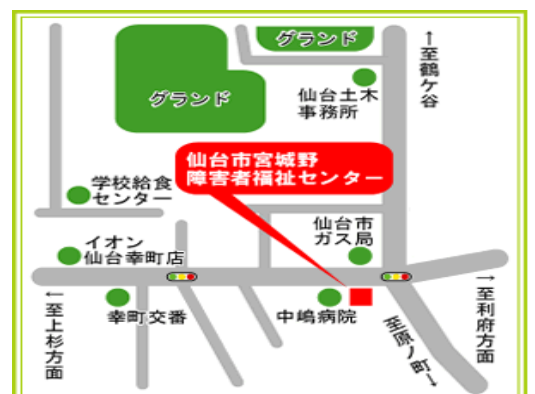 グランド
↑至鶴ケ谷
グランド
仙台土木
事務所
仙台市宮城野
障害者福祉センター
学校給食
センター
仙台市
ガス局
イオン
仙台幸町店
幸町交番
中嶋病院
←至上杉方面
至原ノ町→
→至利府方面